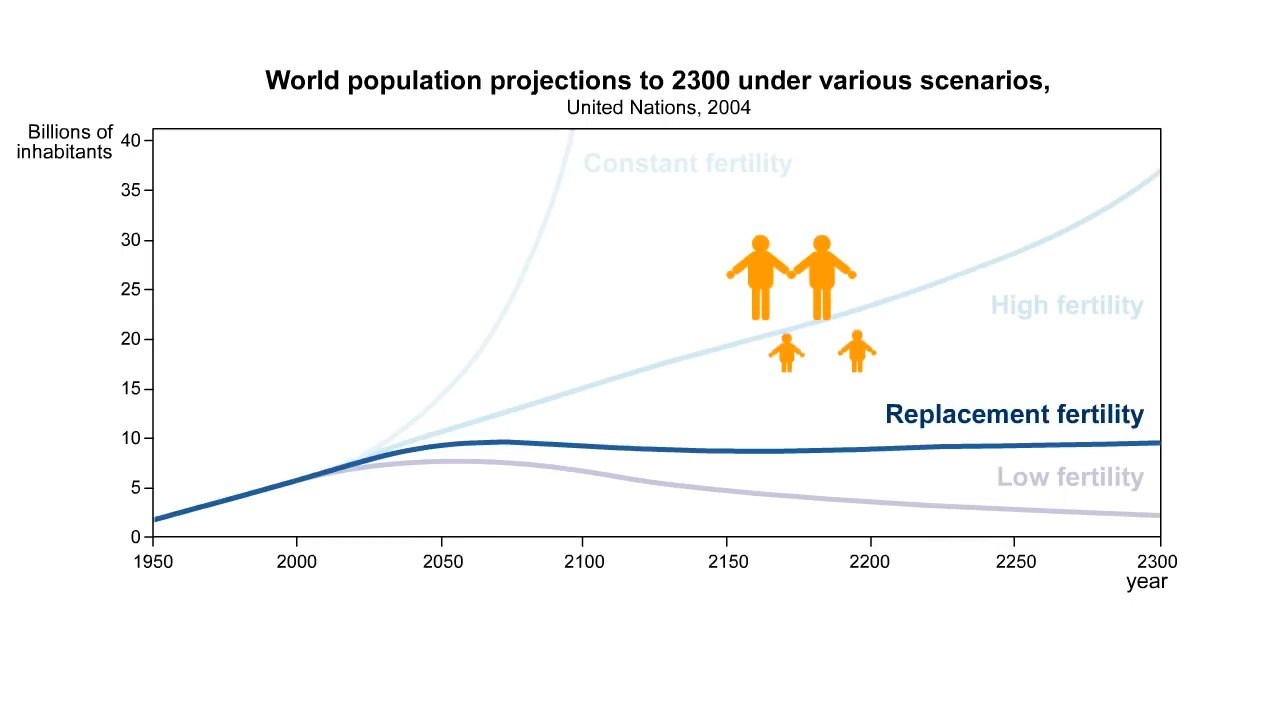 World population projections to 2300 under various scenarios,
United Nations, 2004
Billions of
inhabitants
40
35
30
25
20
15
10
5
0
Constant fertility
High fertility
Replacement fertility
Low fertility
1950 2000 2050 2100 2150 2200 2250 2300
year